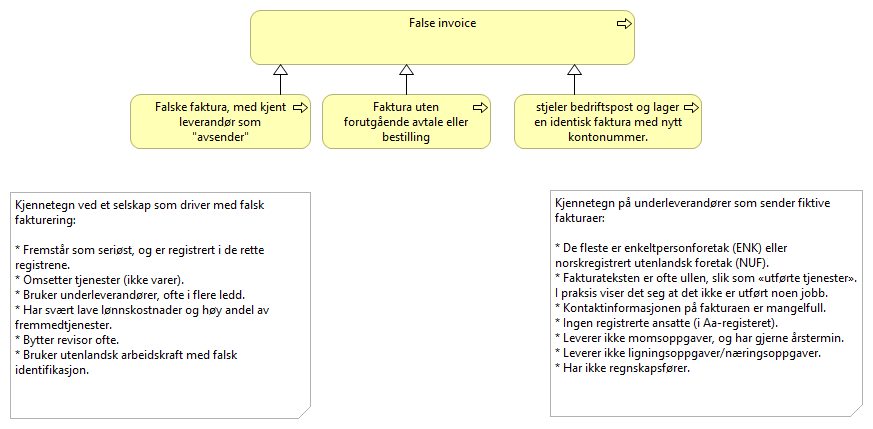 False invoice
Falske faktura, med kjent
leverandør som
"avsender"
Faktura uten
forutgående avtale eller
bestilling
stjeler bedriftspost og lager
en identisk faktura med nytt
kontonummer.
Kjennetegn ved et selskap som driver med falsk
fakturering:
* Fremstår som seriøst, og er registrert i de rette
registrene.
* Omsetter tjenester (ikke varer).
* Bruker underleverandører, ofte i flere ledd.
* Har svært lave lønnskostnader og høy andel av
fremmedtjenester.
* Bytter revisor ofte.
* Bruker utenlandsk arbeidskraft med falsk
identifikasjon.
Kjennetegn på underleverandører som sender fiktive
fakturaer:
* De fleste er enkeltpersonforetak (ENK) eller
norskregistrert utenlandsk foretak (NUF).
* Fakturateksten er ofte ullen, slik som «utførte tjenester».
I praksis viser det seg at det ikke er utført noen jobb.
* Kontaktinformasjonen på fakturaen er mangelfull.
* Ingen registrerte ansatte (i Aa-registeret).
* Leverer ikke momsoppgaver, og har gjerne årstermin.
* Leverer ikke ligningsoppgaver/næringsoppgaver.
* Har ikke regnskapsfører.